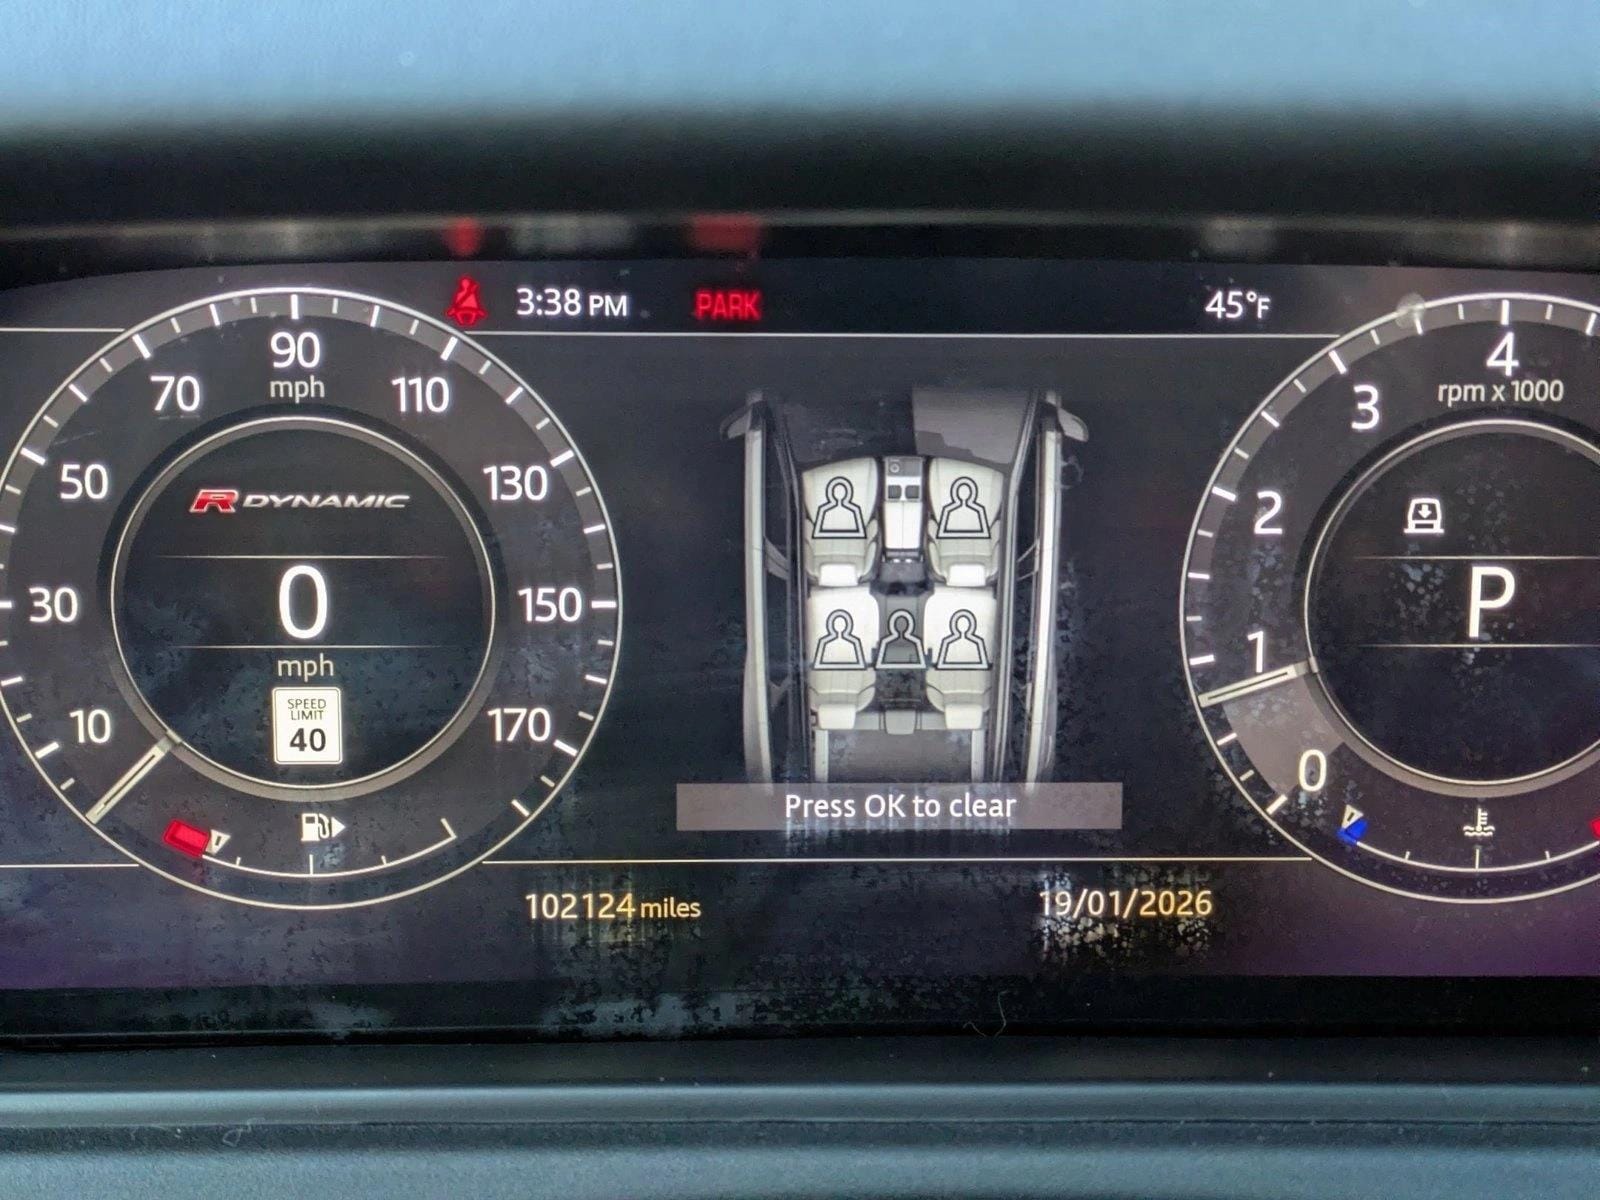 3:38 PM
PARK
45°F
10
30
50
70
90
110
130
150
170
mph
R DYNAMIC
0
mph
SPEED
LIMIT
40
Press OK to clear
0
1
2
3
4
rpm x 1000
P
102124 miles
19/01/2026